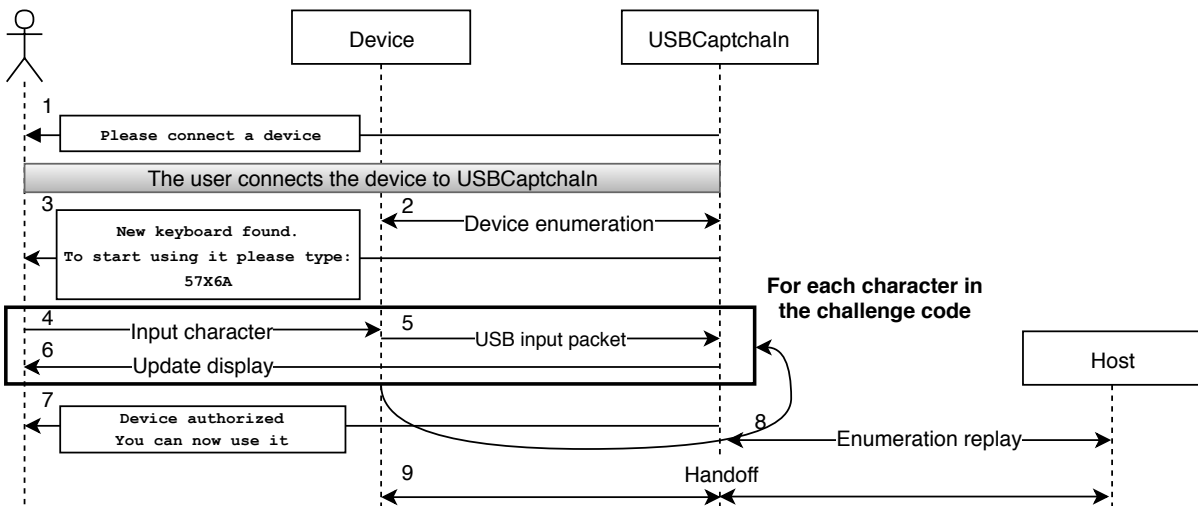 Device
USBCaptchaIn
1
Please connect a device
The user connects the device to USBCaptchaIn
3
2
Device enumeration
New keyboard found.
To start using it please type:
57X6A
For each character in
the challenge code
4
Input character
5
USB input packet
6
Update display
Host
7
Device authorized
You can now use it
8
Enumeration replay
9
Handoff